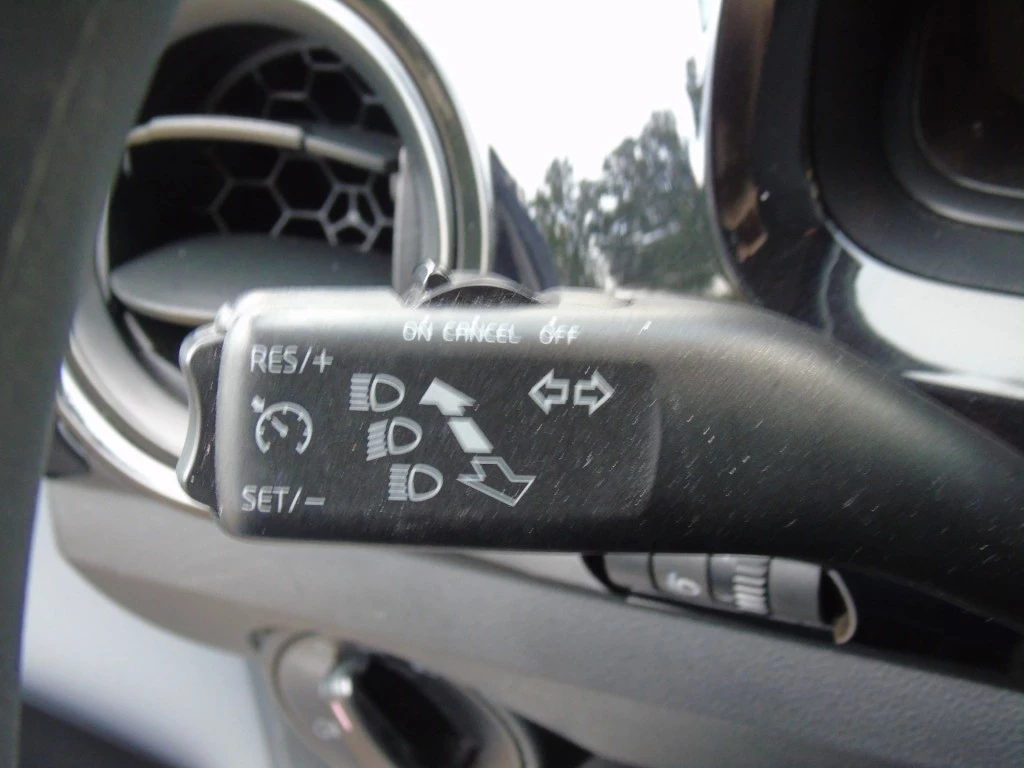 ON CANCEL OFF
RES/+
SET/-